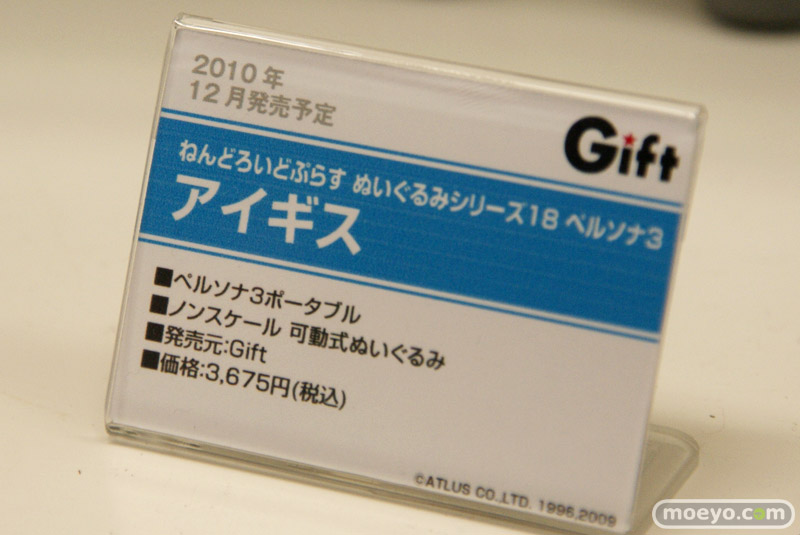 2010年
12月発売予定
Gift
ねんどろいどぷらす ぬいぐるみシリーズ18 ペルソナ3
アイギス
■ペルソナ3ポータブル
■ノンスケール 可動式ぬいぐるみ
■発売元:Gift
■価格:3,675円(税込)
©ATLUS CO.,LTD. 1996,2009
moeyo.com